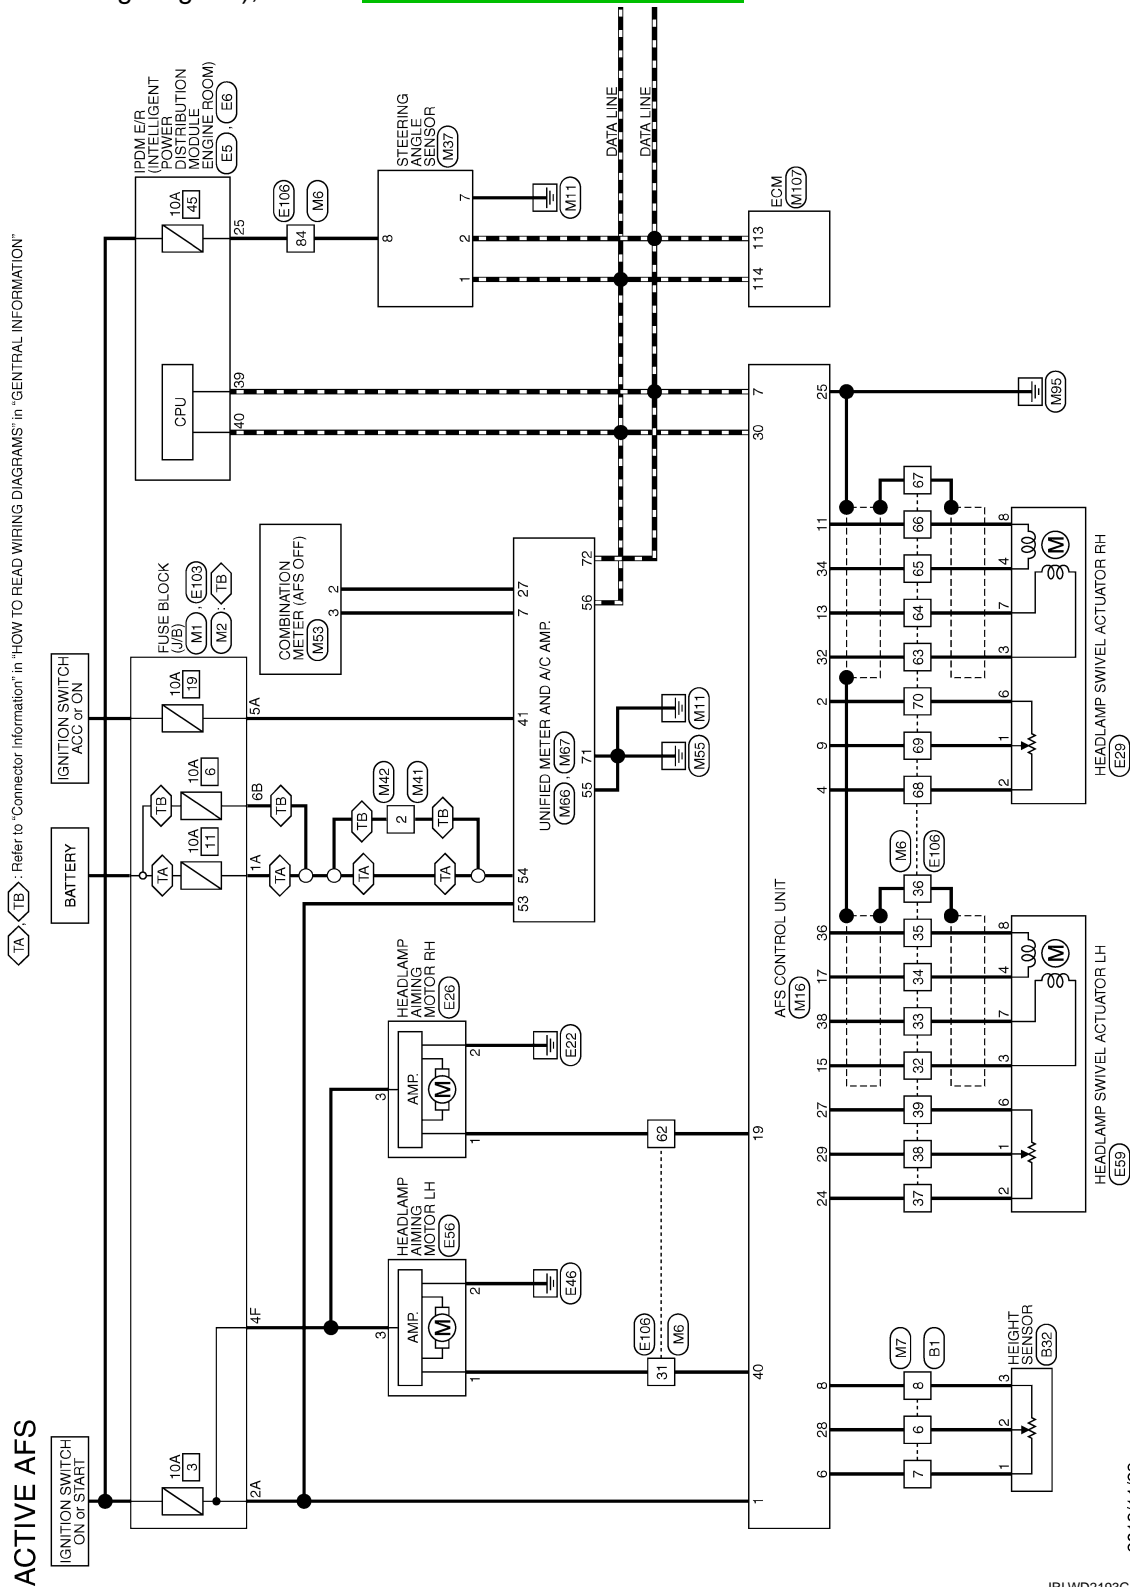 ACTIVE AFS
TA , TB : Refer to "Connector Information" in "HOW TO READ WIRING DIAGRAMS" in "GENTRAL INFORMATION"
IGNITION SWITCH
ON or START
BATTERY
IGNITION SWITCH
ACC or ON
10A
3
TA
10A
11
TB
10A
6
10A
19
FUSE BLOCK
(J/B)
M1 , E103
M2 : TB
CPU
10A
45
IPDM E/R
(INTELLIGENT
POWER
DISTRIBUTION
MODULE
ENGINE ROOM)
E5 , E6
2A
4F
1A
6B
5A
40
39
25
TA
TB
TA
TB
TA
TB
2
M42
M41
COMBINATION
METER (AFS OFF)
M53
3
2
84
E106
M6
STEERING
ANGLE
SENSOR
M37
8
1
2
7
M11
HEADLAMP
AIMING
MOTOR LH
E56
AMP.
M
3
1
2
E46
HEADLAMP
AIMING
MOTOR RH
E26
AMP.
M
3
1
2
E22
53
54
41
7
27
UNIFIED METER AND A/C AMP.
M66 , M67
55
71
56
72
M55
M11
DATA LINE
DATA LINE
31
E106
M6
62
1
40
19
30
7
114
113
ECM
M107
AFS CONTROL UNIT
M16
6
28
8
24
29
27
15
38
17
36
4
9
2
32
13
34
11
25
7
6
8
M7
B1
37
38
39
32
33
34
35
36
M6
E106
68
69
70
63
64
65
66
67
M95
1
2
3
HEIGHT
SENSOR
B32
2
1
6
3
7
4
8
M
HEADLAMP SWIVEL ACTUATOR LH
E59
2
1
6
3
7
4
8
M
HEADLAMP SWIVEL ACTUATOR RH
E29